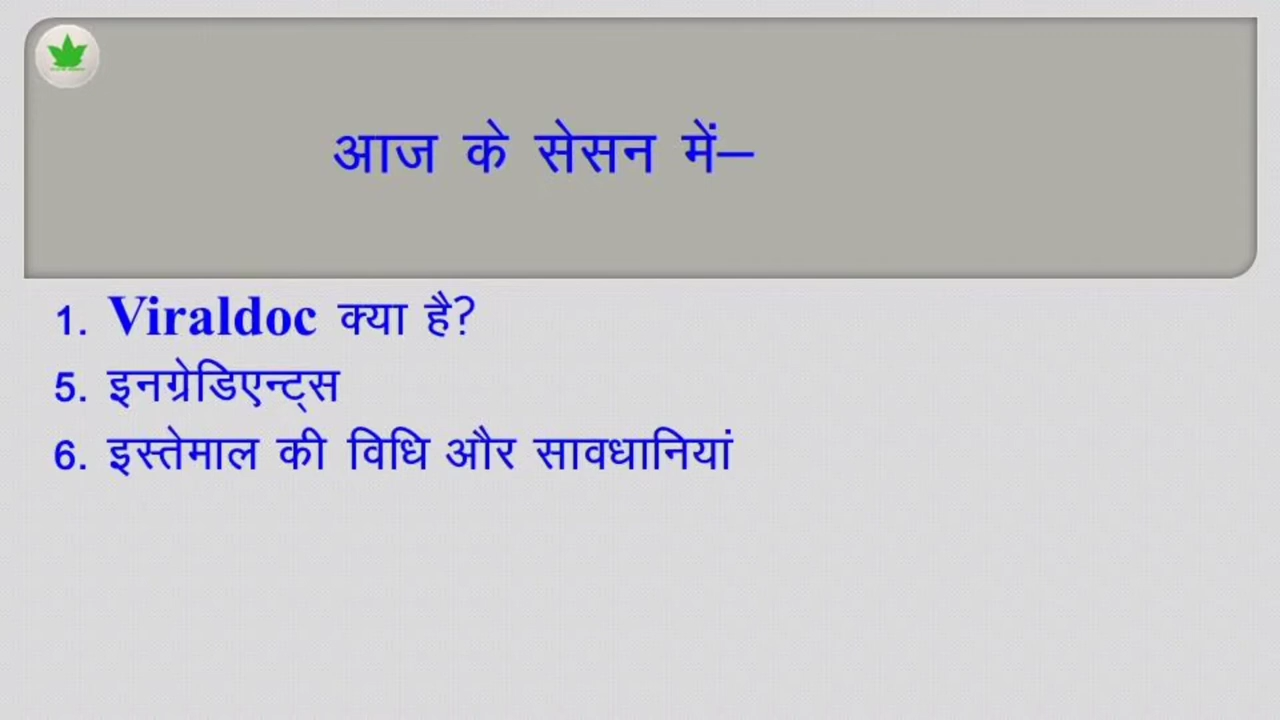 आज के सेसन में–
1. Viraldoc क्या है?
5. इनग्रेडिएन्ट्स
6. इस्तेमाल की विधि और सावधानियां